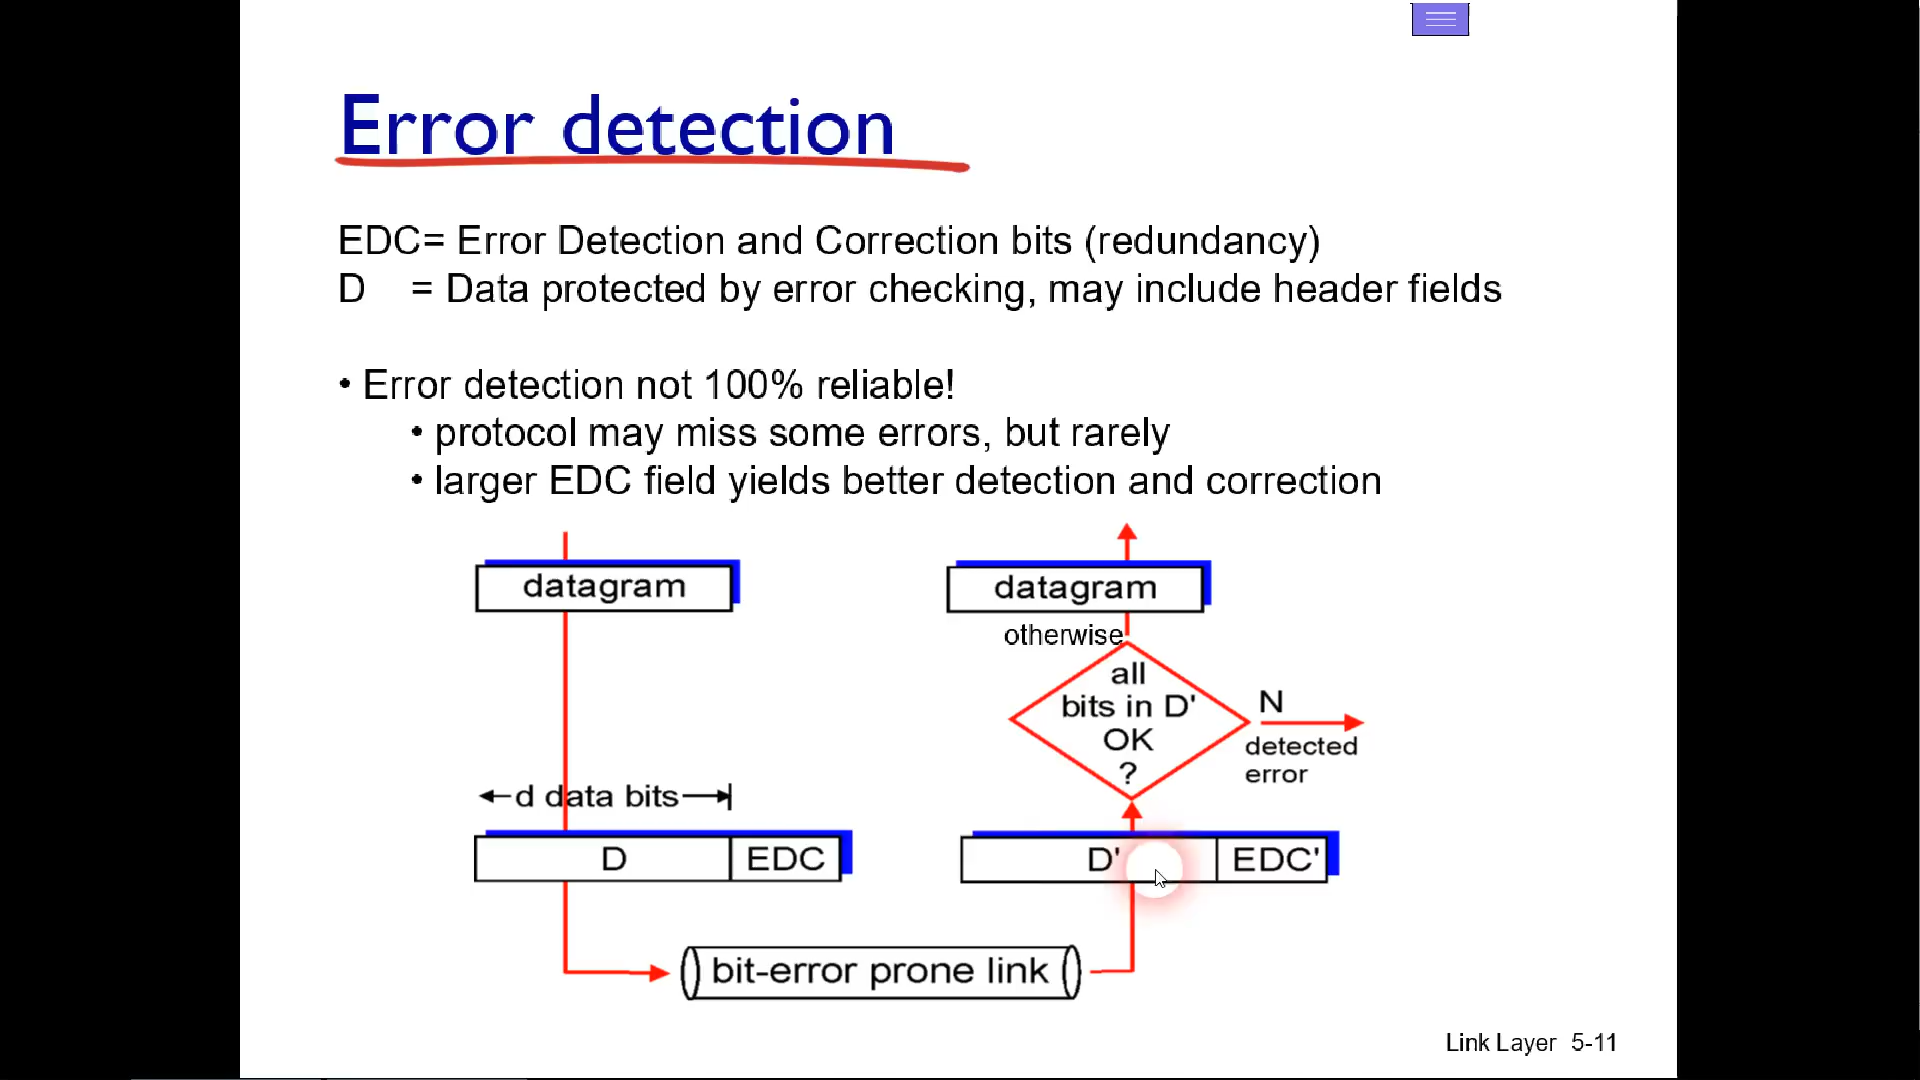 Error detection
EDC= Error Detection and Correction bits (redundancy)
D = Data protected by error checking, may include header fields
• Error detection not 100% reliable!
• protocol may miss some errors, but rarely
• larger EDC field yields better detection and correction
datagram
datagram
otherwise
all
bits in D'
OK
?
N
detected
error
d data bits
D
EDC
D'
EDC'
bit-error prone link
Link Layer 5-11